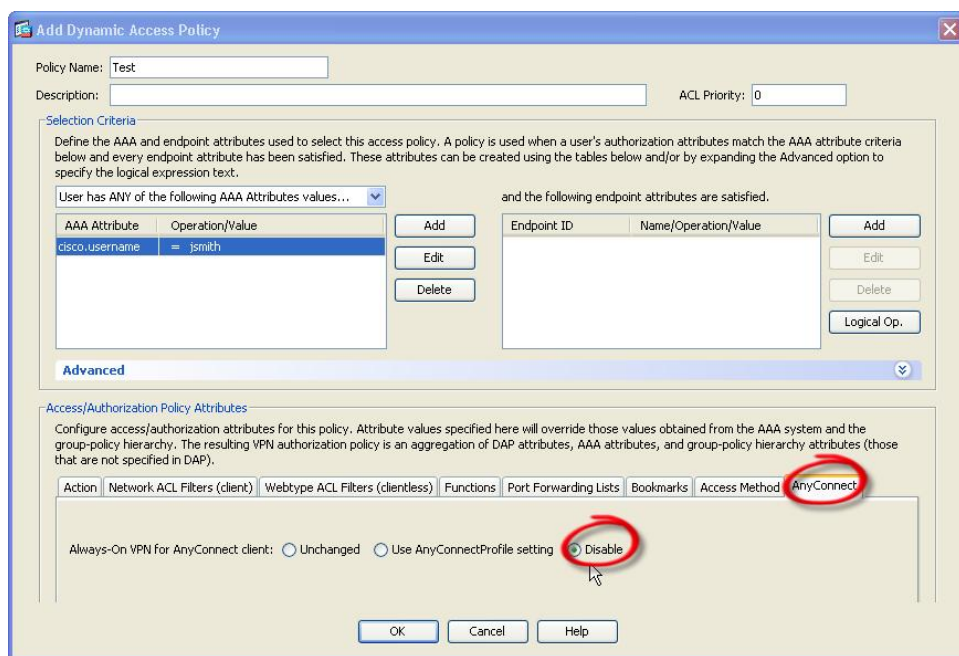 Add Dynamic Access Policy
Policy Name: Test
Description: ACL Priority: 0
Selection Criteria
Define the AAA and endpoint attributes used to select this access policy. A policy is used when a user's authorization attributes match the AAA attribute criteria
below and every endpoint attribute has been satisfied. These attributes can be created using the tables below and/or by expanding the Advanced option to
specify the logical expression text.
User has ANY of the following AAA Attributes values... and the following endpoint attributes are satisfied.
AAA Attribute Operation/Value Add Endpoint ID Name/Operation/Value Add
cisco.username = jsmith
Edit Edit
Delete Delete
Logical Op.
Advanced
Access/Authorization Policy Attributes
Configure access/authorization attributes for this policy. Attribute values specified here will override those values obtained from the AAA system and the
group-policy hierarchy. The resulting VPN authorization policy is an aggregation of DAP attributes, AAA attributes, and group-policy hierarchy attributes (those
that are not specified in DAP).
Action Network ACL Filters (client) Webtype ACL Filters (clientless) Functions Port Forwarding Lists Bookmarks Access Method AnyConnect
Always-On VPN for AnyConnect client: Unchanged Use AnyConnectProfile setting Disable
OK Cancel Help